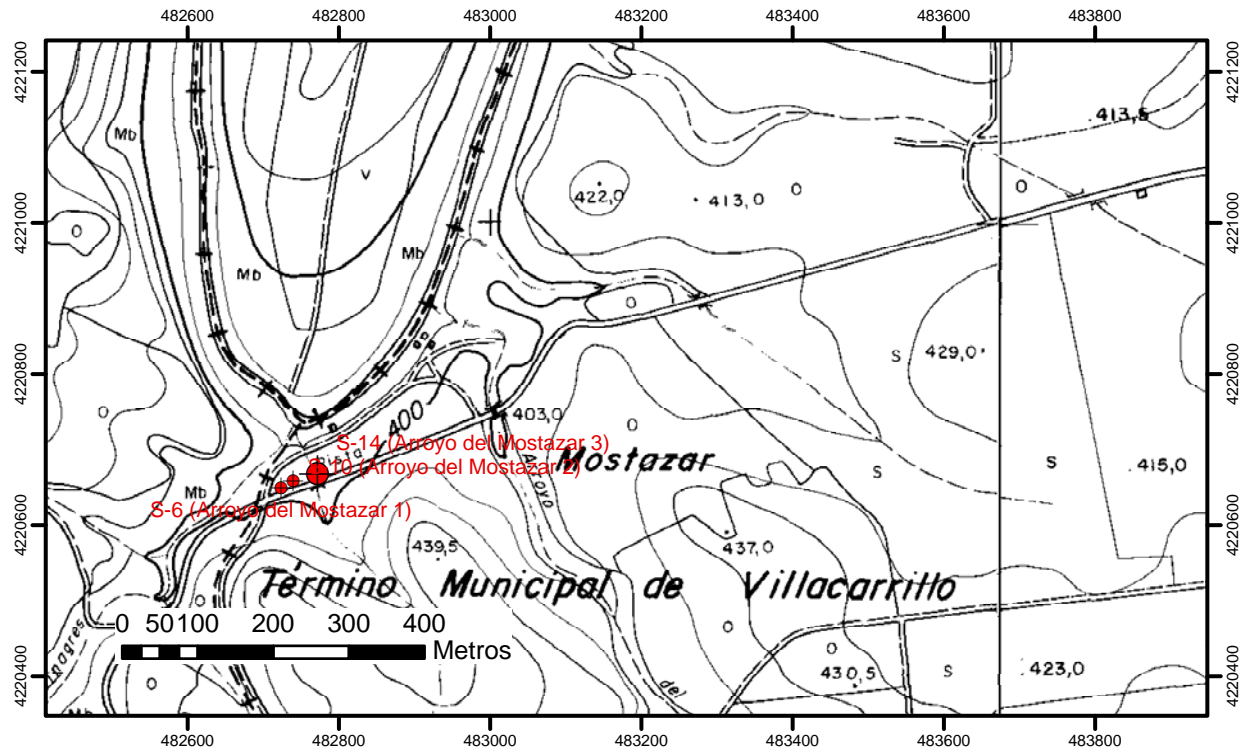 482600 482800 483000 483200 483400 483600 483800
4221200 4221200
413,8
Mb
V
422,0
O
413,0
O
4221000 4221000
O
Mb
Mb
O
S
429,0
4220800 4220800
O
400
403,0
O
S-14 (Arroyo del Mostazar 3)
Pista
Mostazar
S-10 (Arroyo del Mostazar 2)
S
S
415,0
Mb
Arroyo
S-6 (Arroyo del Mostazar 1)
4220600 4220600
439,5
437,0
Término Municipal de Villacarrillo
O
0 50 100 200 300 400
Metros
O
O
430,5
S
423,0
4220400 4220400
O
del
Mb
482600 482800 483000 483200 483400 483600 483800